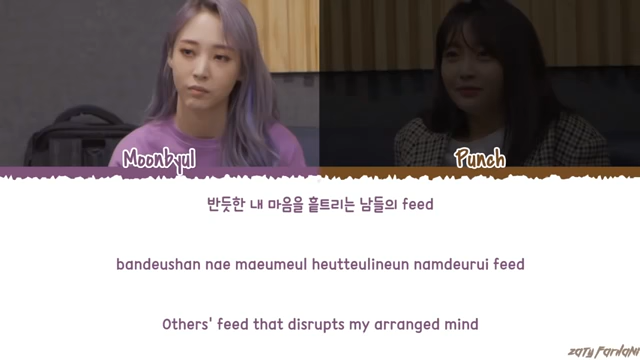 Moonbyul
Punch
반듯한 내 마음을 흩트리는 남들의 feed
bandeushan nae maeumeul heutteulineun namdeurui feed
Others' feed that disrupts my arranged mind
ZATY FARHANI